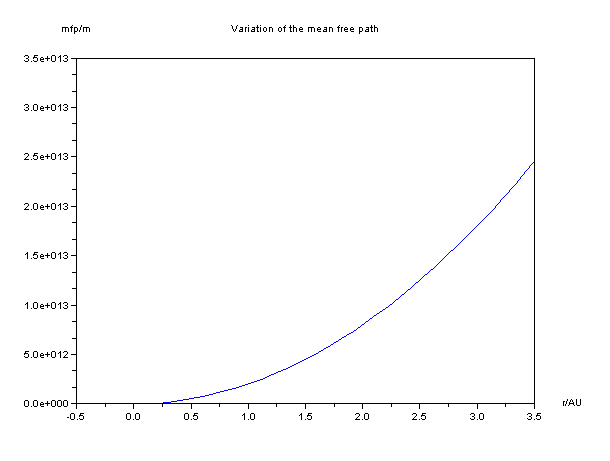 mfp/m
Variation of the mean free path
3.5e+013
3.0e+013
2.5e+013
2.0e+013
1.5e+013
1.0e+013
5.0e+012
0.0e+000
-0.5
0.0
0.5
1.0
1.5
2.0
2.5
3.0
3.5
r/AU